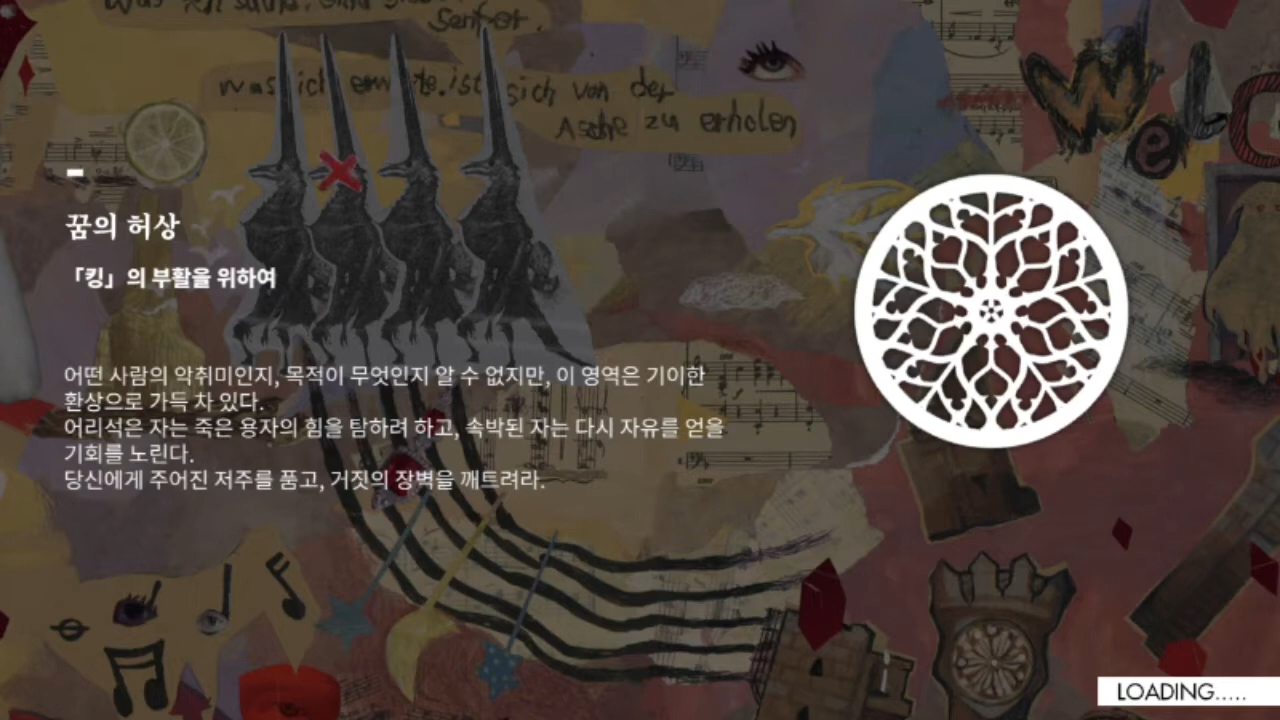 Sentor.
was ich erwarte.ist sich von der
Asche zu erholen
Welc
꿈의 허상
「킹」의 부활을 위하여
어떤 사람의 악취미인지, 목적이 무엇인지 알 수 없지만, 이 영역은 기이한
환상으로 가득 차 있다.
어리석은 자는 죽은 용자의 힘을 탐하려 하고, 속박된 자는 다시 자유를 얻을
기회를 노린다.
당신에게 주어진 저주를 품고, 거짓의 장벽을 깨트려라.
LOADING.....